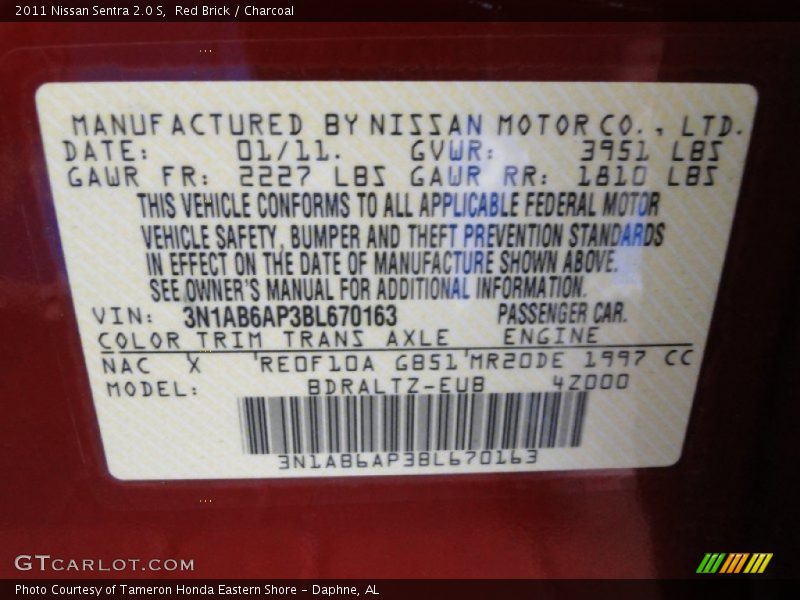 2011 Nissan Sentra 2.0 S,  Red Brick / Charcoal
MANUFACTURED BY NISSAN MOTOR CO., LTD.
DATE: 01/11. GVWR: 3951 LBS
GAWR FR: 2227 LBS GAWR RR: 1810 LBS
THIS VEHICLE CONFORMS TO ALL APPLICABLE FEDERAL MOTOR
VEHICLE SAFETY, BUMPER AND THEFT PREVENTION STANDARDS
IN EFFECT ON THE DATE OF MANUFACTURE SHOWN ABOVE.
SEE OWNER'S MANUAL FOR ADDITIONAL INFORMATION.
VIN: 3N1AB6AP3BL670163 PASSENGER CAR.
COLOR TRIM TRANS AXLE ENGINE
NAC X 'RE0F10A GB51'MR20DE 1997 CC
MODEL: BDRALTZ-EUB 4Z000
3N1AB6AP3BL670163
GTCARLOT.COM
Photo Courtesy of Tameron Honda Eastern Shore – Daphne, AL